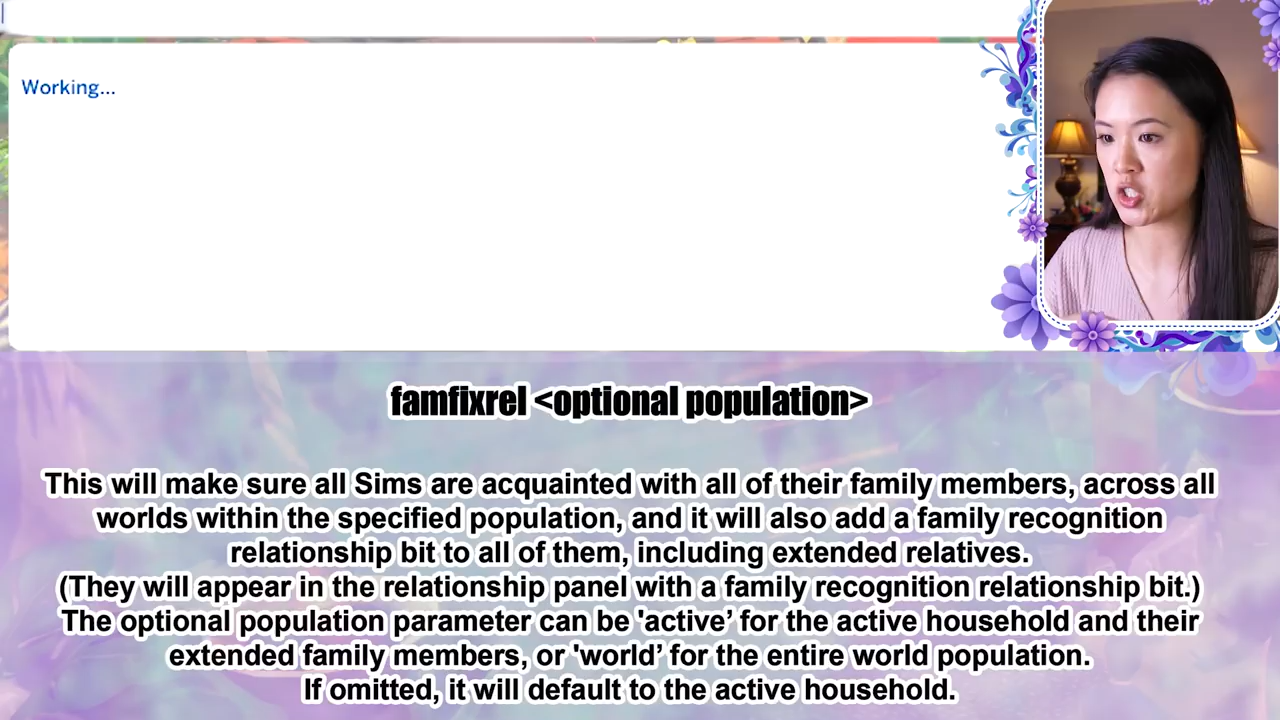 Working...
famfixrel <optional population>
This will make sure all Sims are acquainted with all of their family members, across all
worlds within the specified population, and it will also add a family recognition
relationship bit to all of them, including extended relatives.
(They will appear in the relationship panel with a family recognition relationship bit.)
The optional population parameter can be 'active’ for the active household and their
extended family members, or 'world’ for the entire world population.
If omitted, it will default to the active household.